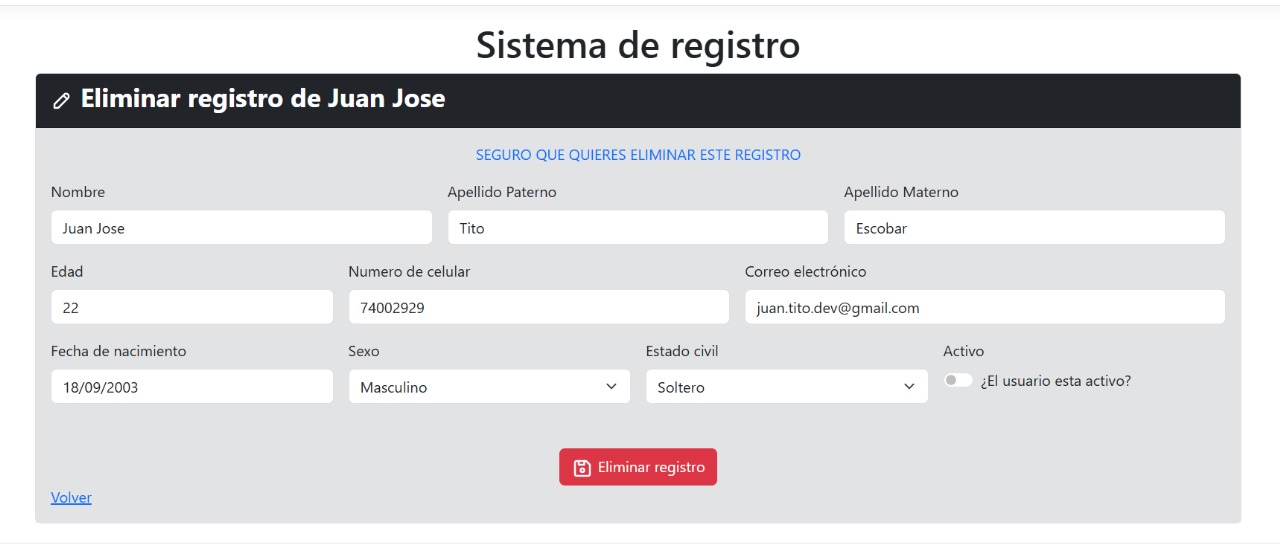 Sistema de registro
Eliminar registro de Juan Jose
SEGURO QUE QUIERES ELIMINAR ESTE REGISTRO
Nombre Apellido Paterno Apellido Materno
Juan Jose Tito Escobar
Edad Numero de celular Correo electrónico
22 74002929 juan.tito.dev@gmail.com
Fecha de nacimiento Sexo Estado civil Activo
18/09/2003 Masculino Soltero ¿El usuario esta activo?
Eliminar registro
Volver